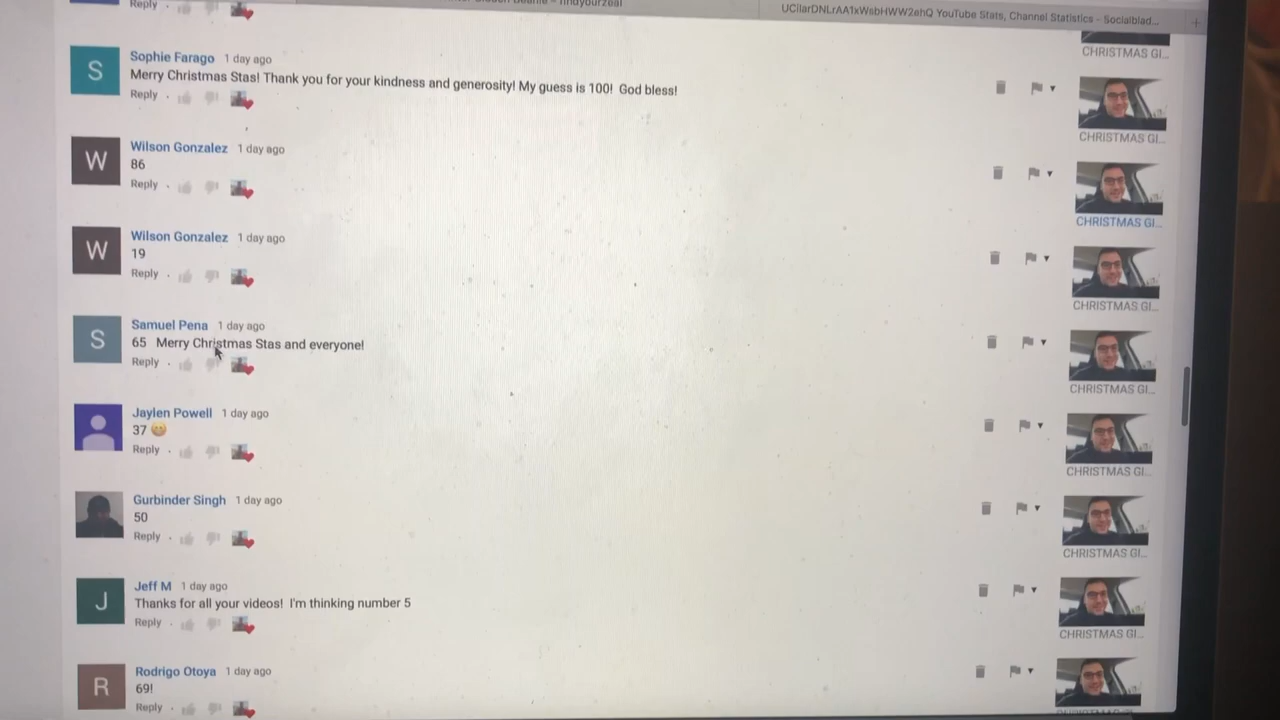 findyourzeal
UCilarDNLrAA1xWsbHWW2ehQ YouTube Stats, Channel Statistics - Socialblad...
Reply
CHRISTMAS GI...
S
Sophie Farago 1 day ago
Merry Christmas Stas! Thank you for your kindness and generosity! My guess is 100! God bless!
Reply
CHRISTMAS GI...
W
Wilson Gonzalez 1 day ago
86
Reply
CHRISTMAS GI...
W
Wilson Gonzalez 1 day ago
19
Reply
CHRISTMAS GI...
S
Samuel Pena 1 day ago
65 Merry Christmas Stas and everyone!
Reply
CHRISTMAS GI...
Jaylen Powell 1 day ago
37 😁
Reply
CHRISTMAS GI...
Gurbinder Singh 1 day ago
50
Reply
CHRISTMAS GI...
J
Jeff M 1 day ago
Thanks for all your videos! I'm thinking number 5
Reply
CHRISTMAS GI...
R
Rodrigo Otoya 1 day ago
69!
Reply